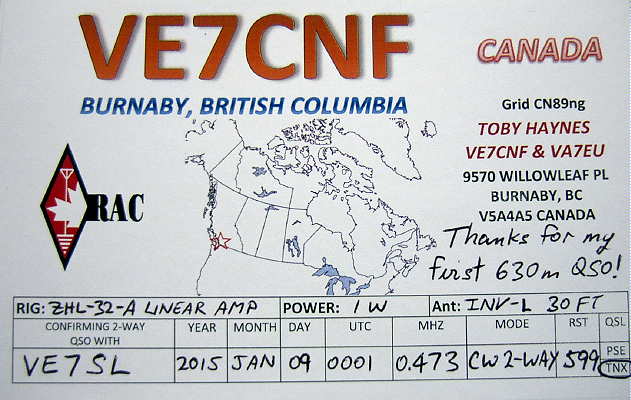 VE7CNF
CANADA
BURNABY, BRITISH COLUMBIA
Grid CN89ng
TOBY HAYNES
VE7CNF & VA7EU
9570 WILLOWLEAF PL
BURNABY, BC
V5A4A5 CANADA
RAC
Thanks for my
first 630m QSO!
RIG: ZHL-32-A LINEAR AMP POWER: 1 W Ant: INV-L 30 FT
CONFIRMING 2-WAY QSO WITH YEAR MONTH DAY UTC MHZ MODE RST QSL
VE7SL 2015 JAN 09 0001 0.473 CW 2-WAY 599 PSE
TNX